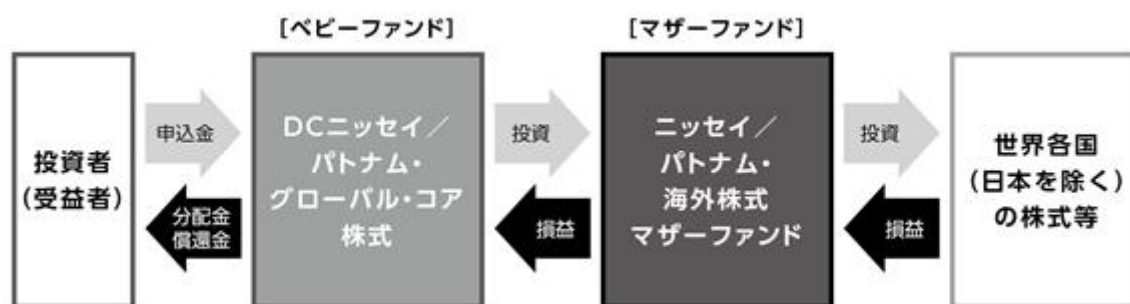 [ベビーファンド]
[マザーファンド]
投資者
(受益者)
申込金
分配金
償還金
DCニッセイ／
パトナム・
グローバル・コア
株式
投資
損益
ニッセイ／
パトナム・
海外株式
マザーファンド
投資
損益
世界各国
(日本を除く)
の株式等